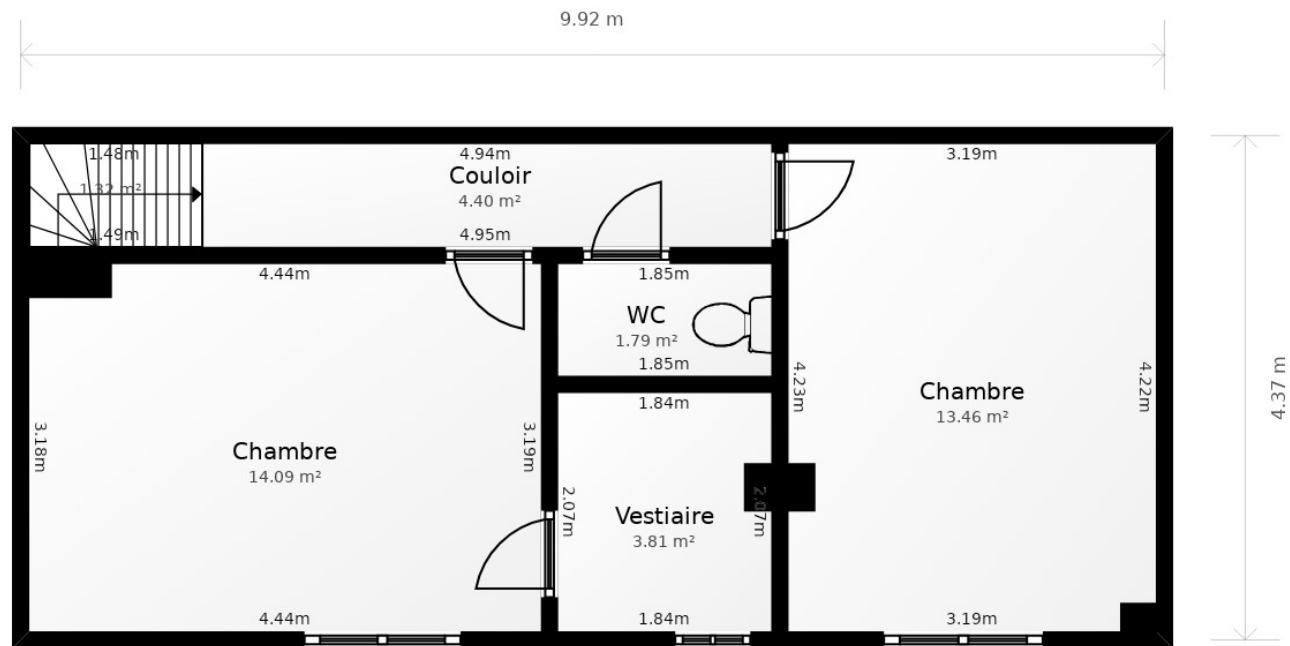 9.92 m
1.48m
4.94m
3.19m
Couloir
1.32 m²
4.40 m²
1.49m
4.95m
4.44m
1.85m
WC
1.79 m²
1.85m
4.23m
4.22m
4.37 m
Chambre
13.46 m²
1.84m
3.18m
Chambre
14.09 m²
3.19m
2.07m
Vestiaire
3.81 m²
2.07m
4.44m
1.84m
3.19m